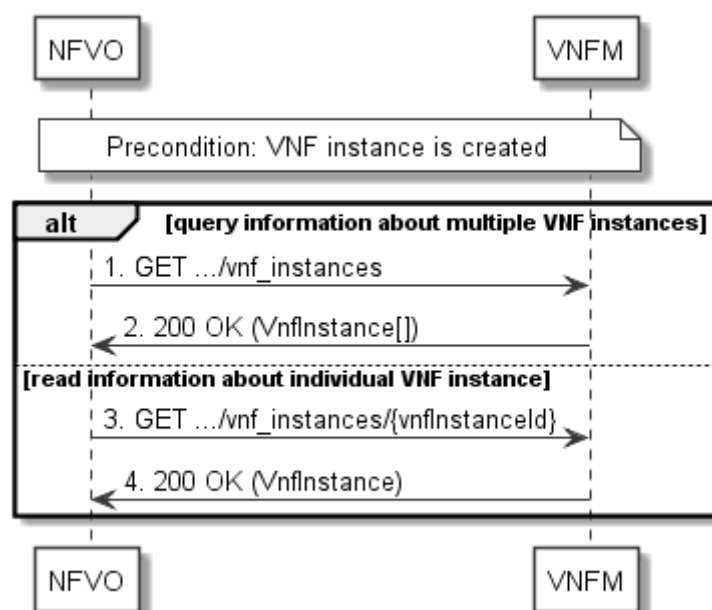 NFVO
VNFM
Precondition: VNF instance is created
alt
[query information about multiple VNF instances]
1. GET .../vnf_instances
2. 200 OK (VnfInstance[])
[read information about individual VNF instance]
3. GET .../vnf_instances/{vnfInstanceId}
4. 200 OK (VnfInstance)
NFVO
VNFM